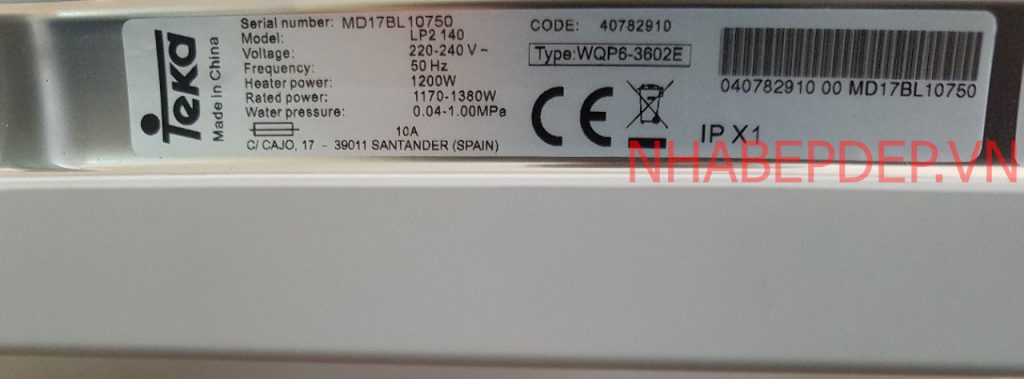 Teka
Made in China
Serial number: MD17BL10750
Model: LP2 140
Voltage: 220-240 V ~
Frequency: 50 Hz
Heater power: 1200W
Rated power: 1170-1380W
Water pressure: 0.04-1.00MPa
10A
C/ CAJO, 17 - 39011 SANTANDER (SPAIN)
CODE: 40782910
Type:WQP6-3602E
CE
IP X1
040782910 00 MD17BL10750
NHABEPDEP.VN